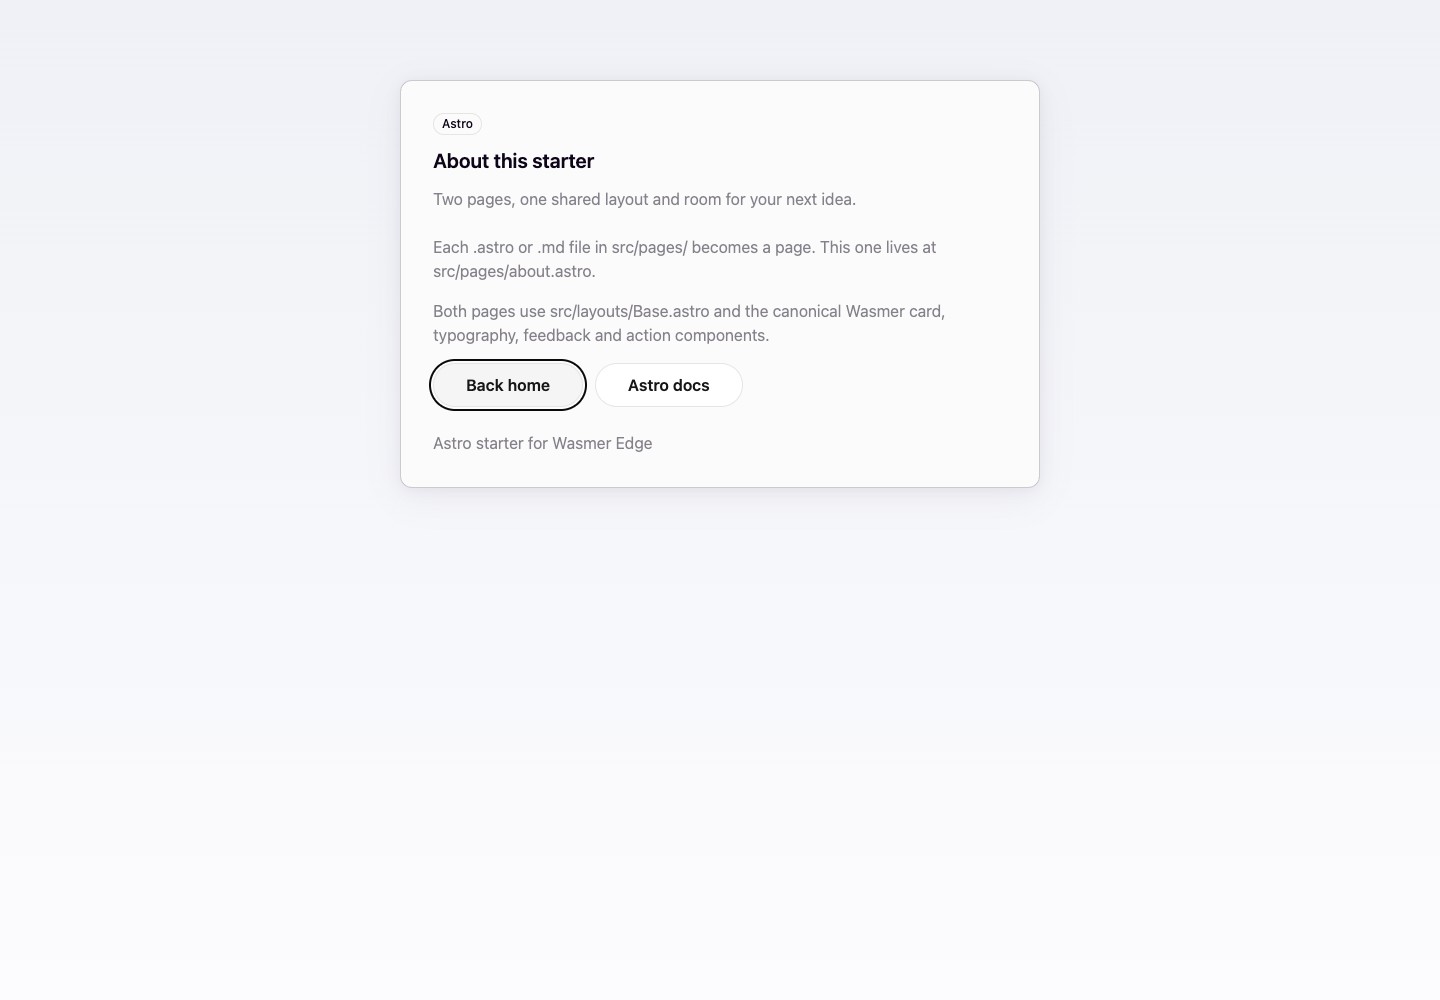 Astro
About this starter
Two pages, one shared layout and room for your next idea.
Each .astro or .md file in src/pages/ becomes a page. This one lives at
src/pages/about.astro.
Both pages use src/layouts/Base.astro and the canonical Wasmer card,
typography, feedback and action components.
Back home
Astro docs
Astro starter for Wasmer Edge